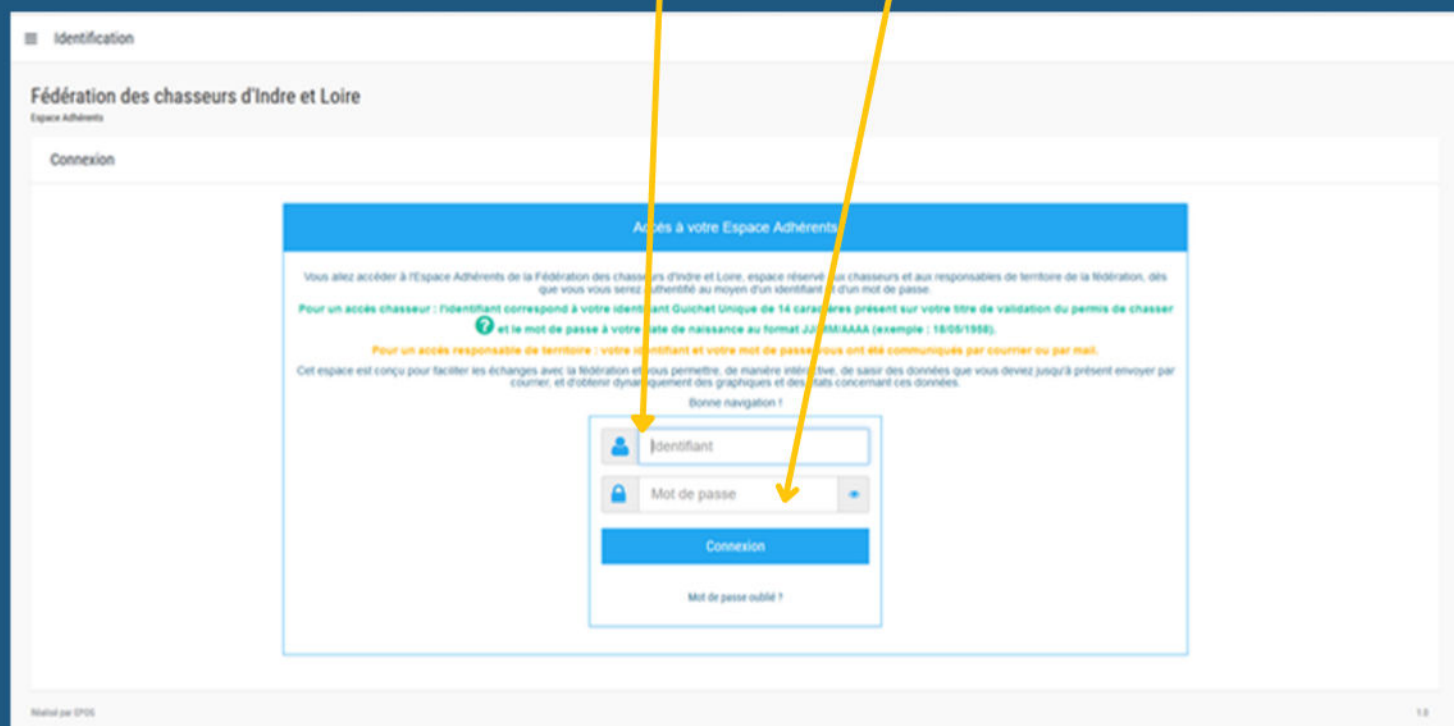 Identification
Fédération des chasseurs d'Indre et Loire
Espace Adhérents
Connexion
Accès à votre Espace Adhérents
Vous allez accéder à l'Espace Adhérents de la Fédération des chasseurs d'Indre et Loire, espace réservé aux chasseurs et aux responsables de territoire de la fédération, dès
que vous vous serez authentifié au moyen d'un identifiant et d'un mot de passe.
Pour un accès chasseur : l'identifiant correspond à votre identifiant Guichet Unique de 14 caractères présent sur votre titre de validation du permis de chasser
? et le mot de passe à votre date de naissance au format JJ/MM/AAAA (exemple : 18/05/1958).
Pour un accès responsable de territoire : votre identifiant et votre mot de passe vous ont été communiqués par courrier ou par mail.
Cet espace est conçu pour faciliter les échanges avec la fédération et vous permettre, de manière interactive, de saisir des données que vous deviez jusqu'à présent envoyer par
courrier, et d'obtenir dynamiquement des graphiques et des états concernant ces données.
Bonne navigation !
Identifiant
Mot de passe
Connexion
Mot de passe oublié ?
Réalisé par